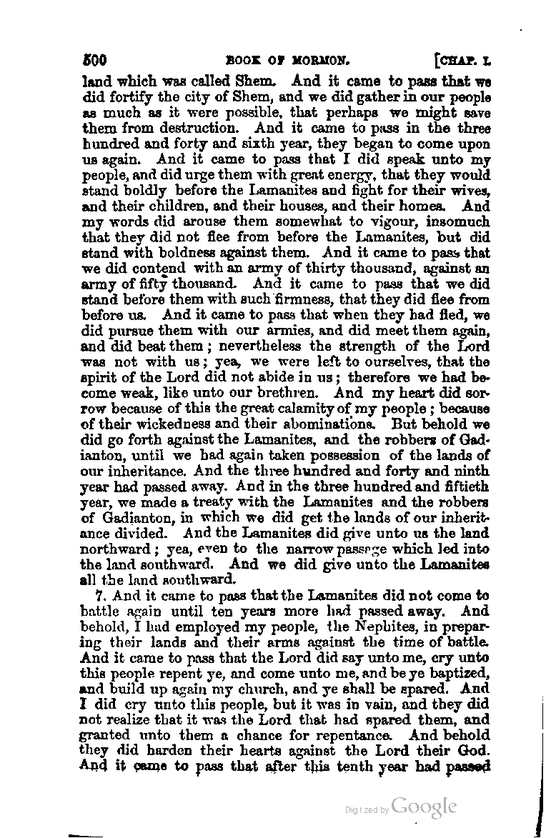 500 BOOK OF MORMON. [CHAP. I.
land which was called Shem. And it came to pass that we
did fortify the city of Shem, and we did gather in our people
as much as it were possible, that perhaps we might save
them from destruction. And it came to pass in the three
hundred and forty and sixth year, they began to come upon
us again. And it came to pass that I did speak unto my
people, and did urge them with great energy, that they would
stand boldly before the Lamanites and fight for their wives,
and their children, and their houses, and their homes. And
my words did arouse them somewhat to vigour, insomuch
that they did not flee from before the Lamanites, but did
stand with boldness against them. And it came to pass that
we did contend with an army of thirty thousand, against an
army of fifty thousand. And it came to pass that we did
stand before them with such firmness, that they did flee from
before us. And it came to pass that when they had fled, we
did pursue them with our armies, and did meet them again,
and did beat them; nevertheless the strength of the Lord
was not with us; yea, we were left to ourselves, that the
spirit of the Lord did not abide in us; therefore we had be-
come weak, like unto our brethren. And my heart did sor-
row because of this the great calamity of my people; because
of their wickedness and their abominations. But behold we
did go forth against the Lamanites, and the robbers of Gad-
ianton, until we had again taken possession of the lands of
our inheritance. And the three hundred and forty and ninth
year had passed away. And in the three hundred and fiftieth
year, we made a treaty with the Lamanites and the robbers
of Gadianton, in which we did get the lands of our inherit-
ance divided. And the Lamanites did give unto us the land
northward; yea, even to the narrow passage which led into
the land southward. And we did give unto the Lamanites
all the land southward.
7. And it came to pass that the Lamanites did not come to
battle again until ten years more had passed away. And
behold, I had employed my people, the Nephites, in prepar-
ing their lands and their arms against the time of battle.
And it came to pass that the Lord did say unto me, cry unto
this people repent ye, and come unto me, and be ye baptized,
and build up again my church, and ye shall be spared. And
I did cry unto this people, but it was in vain, and they did
not realize that it was the Lord that had spared them, and
granted unto them a chance for repentance. And behold
they did harden their hearts against the Lord their God.
And it came to pass that after this tenth year had passed
Digitized by Google